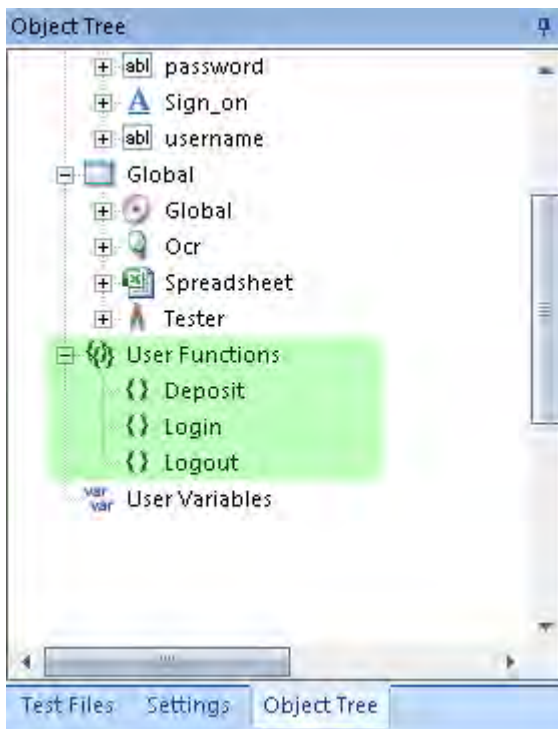 Object Tree
abl password
A Sign_on
abl username
Global
Global
Ocr
Spreadsheet
Tester
{()} User Functions
{} Deposit
{} Login
{} Logout
var var User Variables
Test Files Settings Object Tree